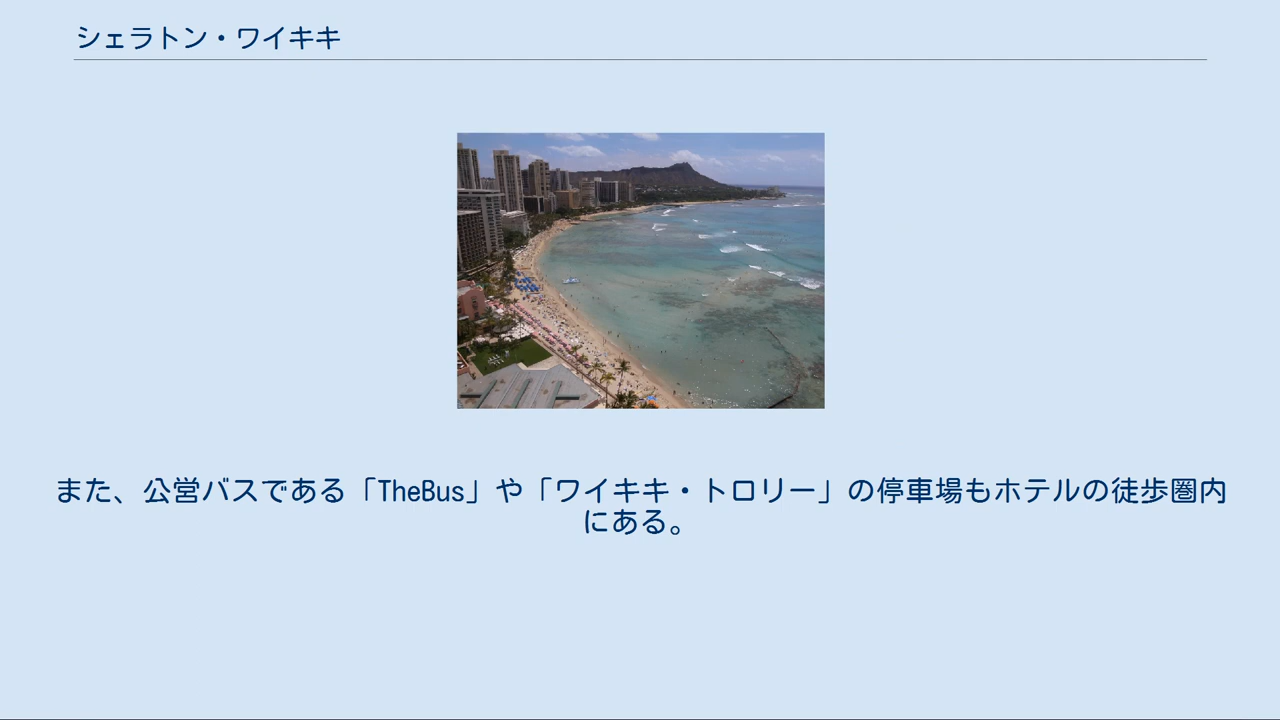 シェラトン・ワイキキ
また、公営バスである「TheBus」や「ワイキキ・トロリー」の停車場もホテルの徒歩圏内
にある。